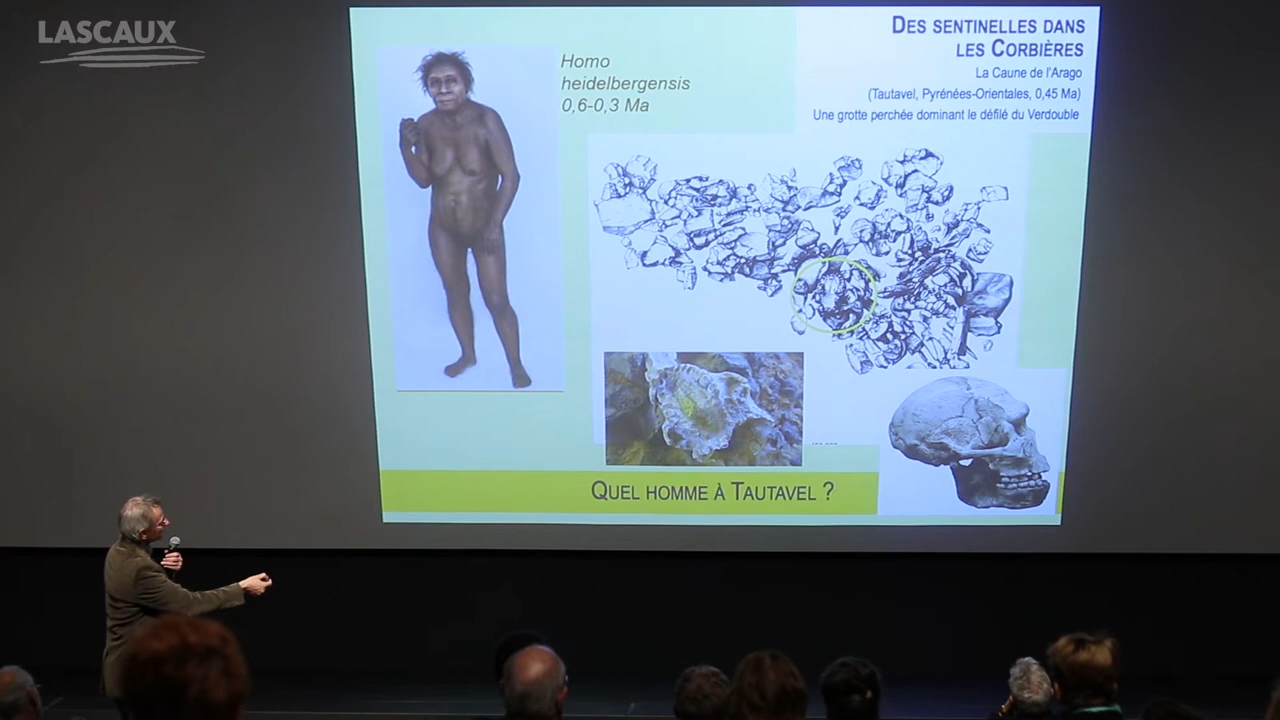 LASCAUX
Homo
heidelbergensis
0,6-0,3 Ma
DES SENTINELLES DANS
LES CORBIÈRES
La Caune de l'Arago
(Tautavel, Pyrénées-Orientales, 0,45 Ma)
Une grotte perchée dominant le défilé du Verdouble
QUEL HOMME À TAUTAVEL ?